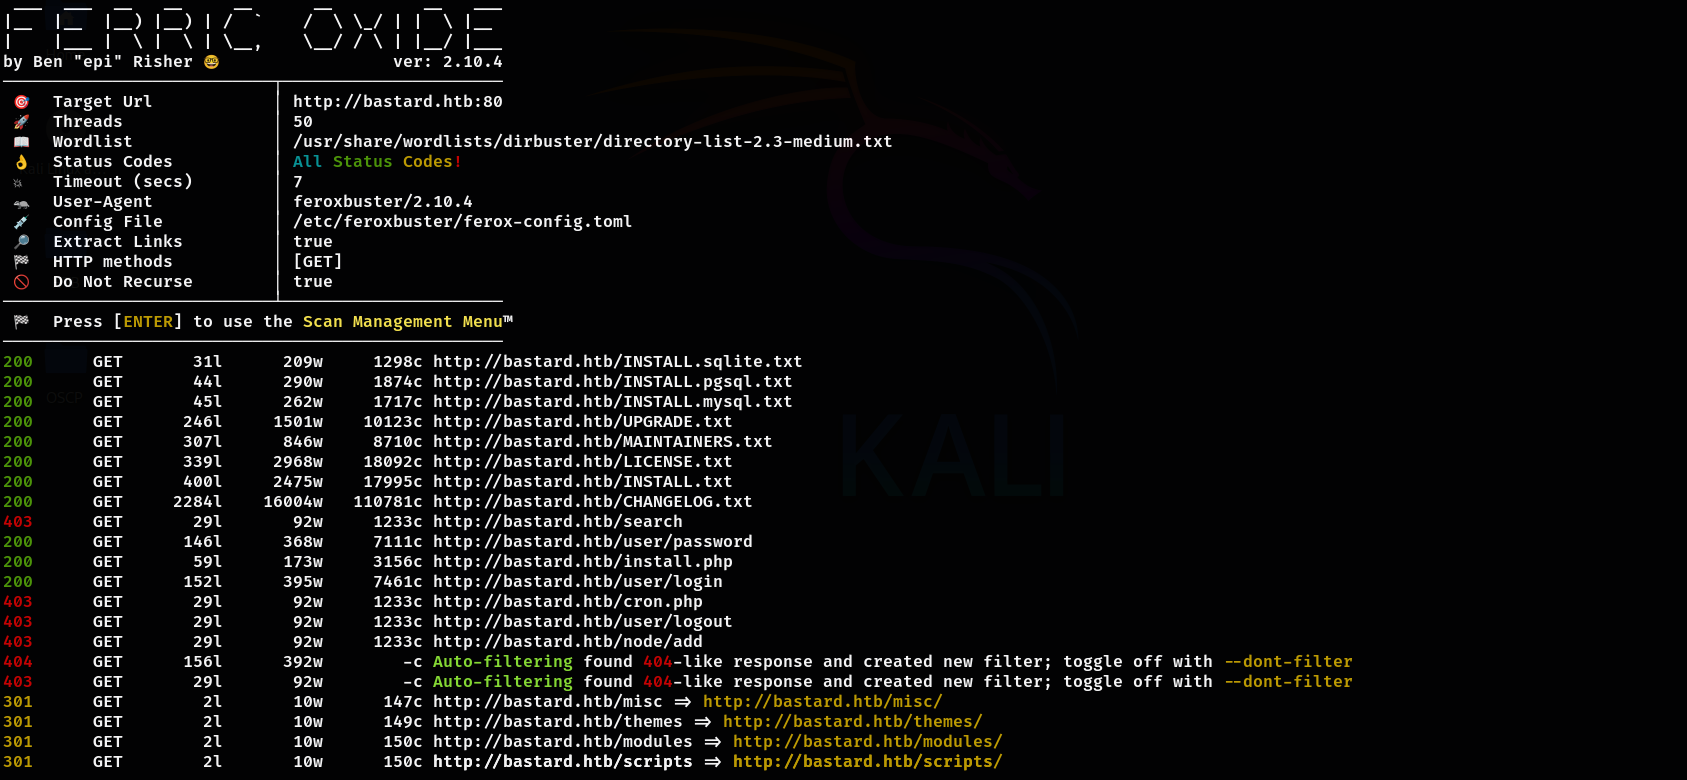 FERRIC OXIDE
by Ben "epi" Risher 🤓 ver: 2.10.4
🎯 Target Url │ http://bastard.htb:80
🚀 Threads │ 50
📖 Wordlist │ /usr/share/wordlists/dirbuster/directory-list-2.3-medium.txt
👌 Status Codes │ All Status Codes!
💥 Timeout (secs) │ 7
🦡 User-Agent │ feroxbuster/2.10.4
💉 Config File │ /etc/feroxbuster/ferox-config.toml
🔎 Extract Links │ true
🏁 HTTP methods │ [GET]
🚫 Do Not Recurse │ true
🏁 Press [ENTER] to use the Scan Management Menu™
200 GET 31l 209w 1298c http://bastard.htb/INSTALL.sqlite.txt
200 GET 44l 290w 1874c http://bastard.htb/INSTALL.pgsql.txt
200 GET 45l 262w 1717c http://bastard.htb/INSTALL.mysql.txt
200 GET 246l 1501w 10123c http://bastard.htb/UPGRADE.txt
200 GET 307l 846w 8710c http://bastard.htb/MAINTAINERS.txt
200 GET 339l 2968w 18092c http://bastard.htb/LICENSE.txt
200 GET 400l 2475w 17995c http://bastard.htb/INSTALL.txt
200 GET 2284l 16004w 110781c http://bastard.htb/CHANGELOG.txt
403 GET 29l 92w 1233c http://bastard.htb/search
200 GET 146l 368w 7111c http://bastard.htb/user/password
200 GET 59l 173w 3156c http://bastard.htb/install.php
200 GET 152l 395w 7461c http://bastard.htb/user/login
403 GET 29l 92w 1233c http://bastard.htb/cron.php
403 GET 29l 92w 1233c http://bastard.htb/user/logout
403 GET 29l 92w 1233c http://bastard.htb/node/add
404 GET 156l 392w -c Auto-filtering found 404-like response and created new filter; toggle off with --dont-filter
403 GET 29l 92w -c Auto-filtering found 404-like response and created new filter; toggle off with --dont-filter
301 GET 2l 10w 147c http://bastard.htb/misc => http://bastard.htb/misc/
301 GET 2l 10w 149c http://bastard.htb/themes => http://bastard.htb/themes/
301 GET 2l 10w 150c http://bastard.htb/modules => http://bastard.htb/modules/
301 GET 2l 10w 150c http://bastard.htb/scripts => http://bastard.htb/scripts/
OSCP
KALI